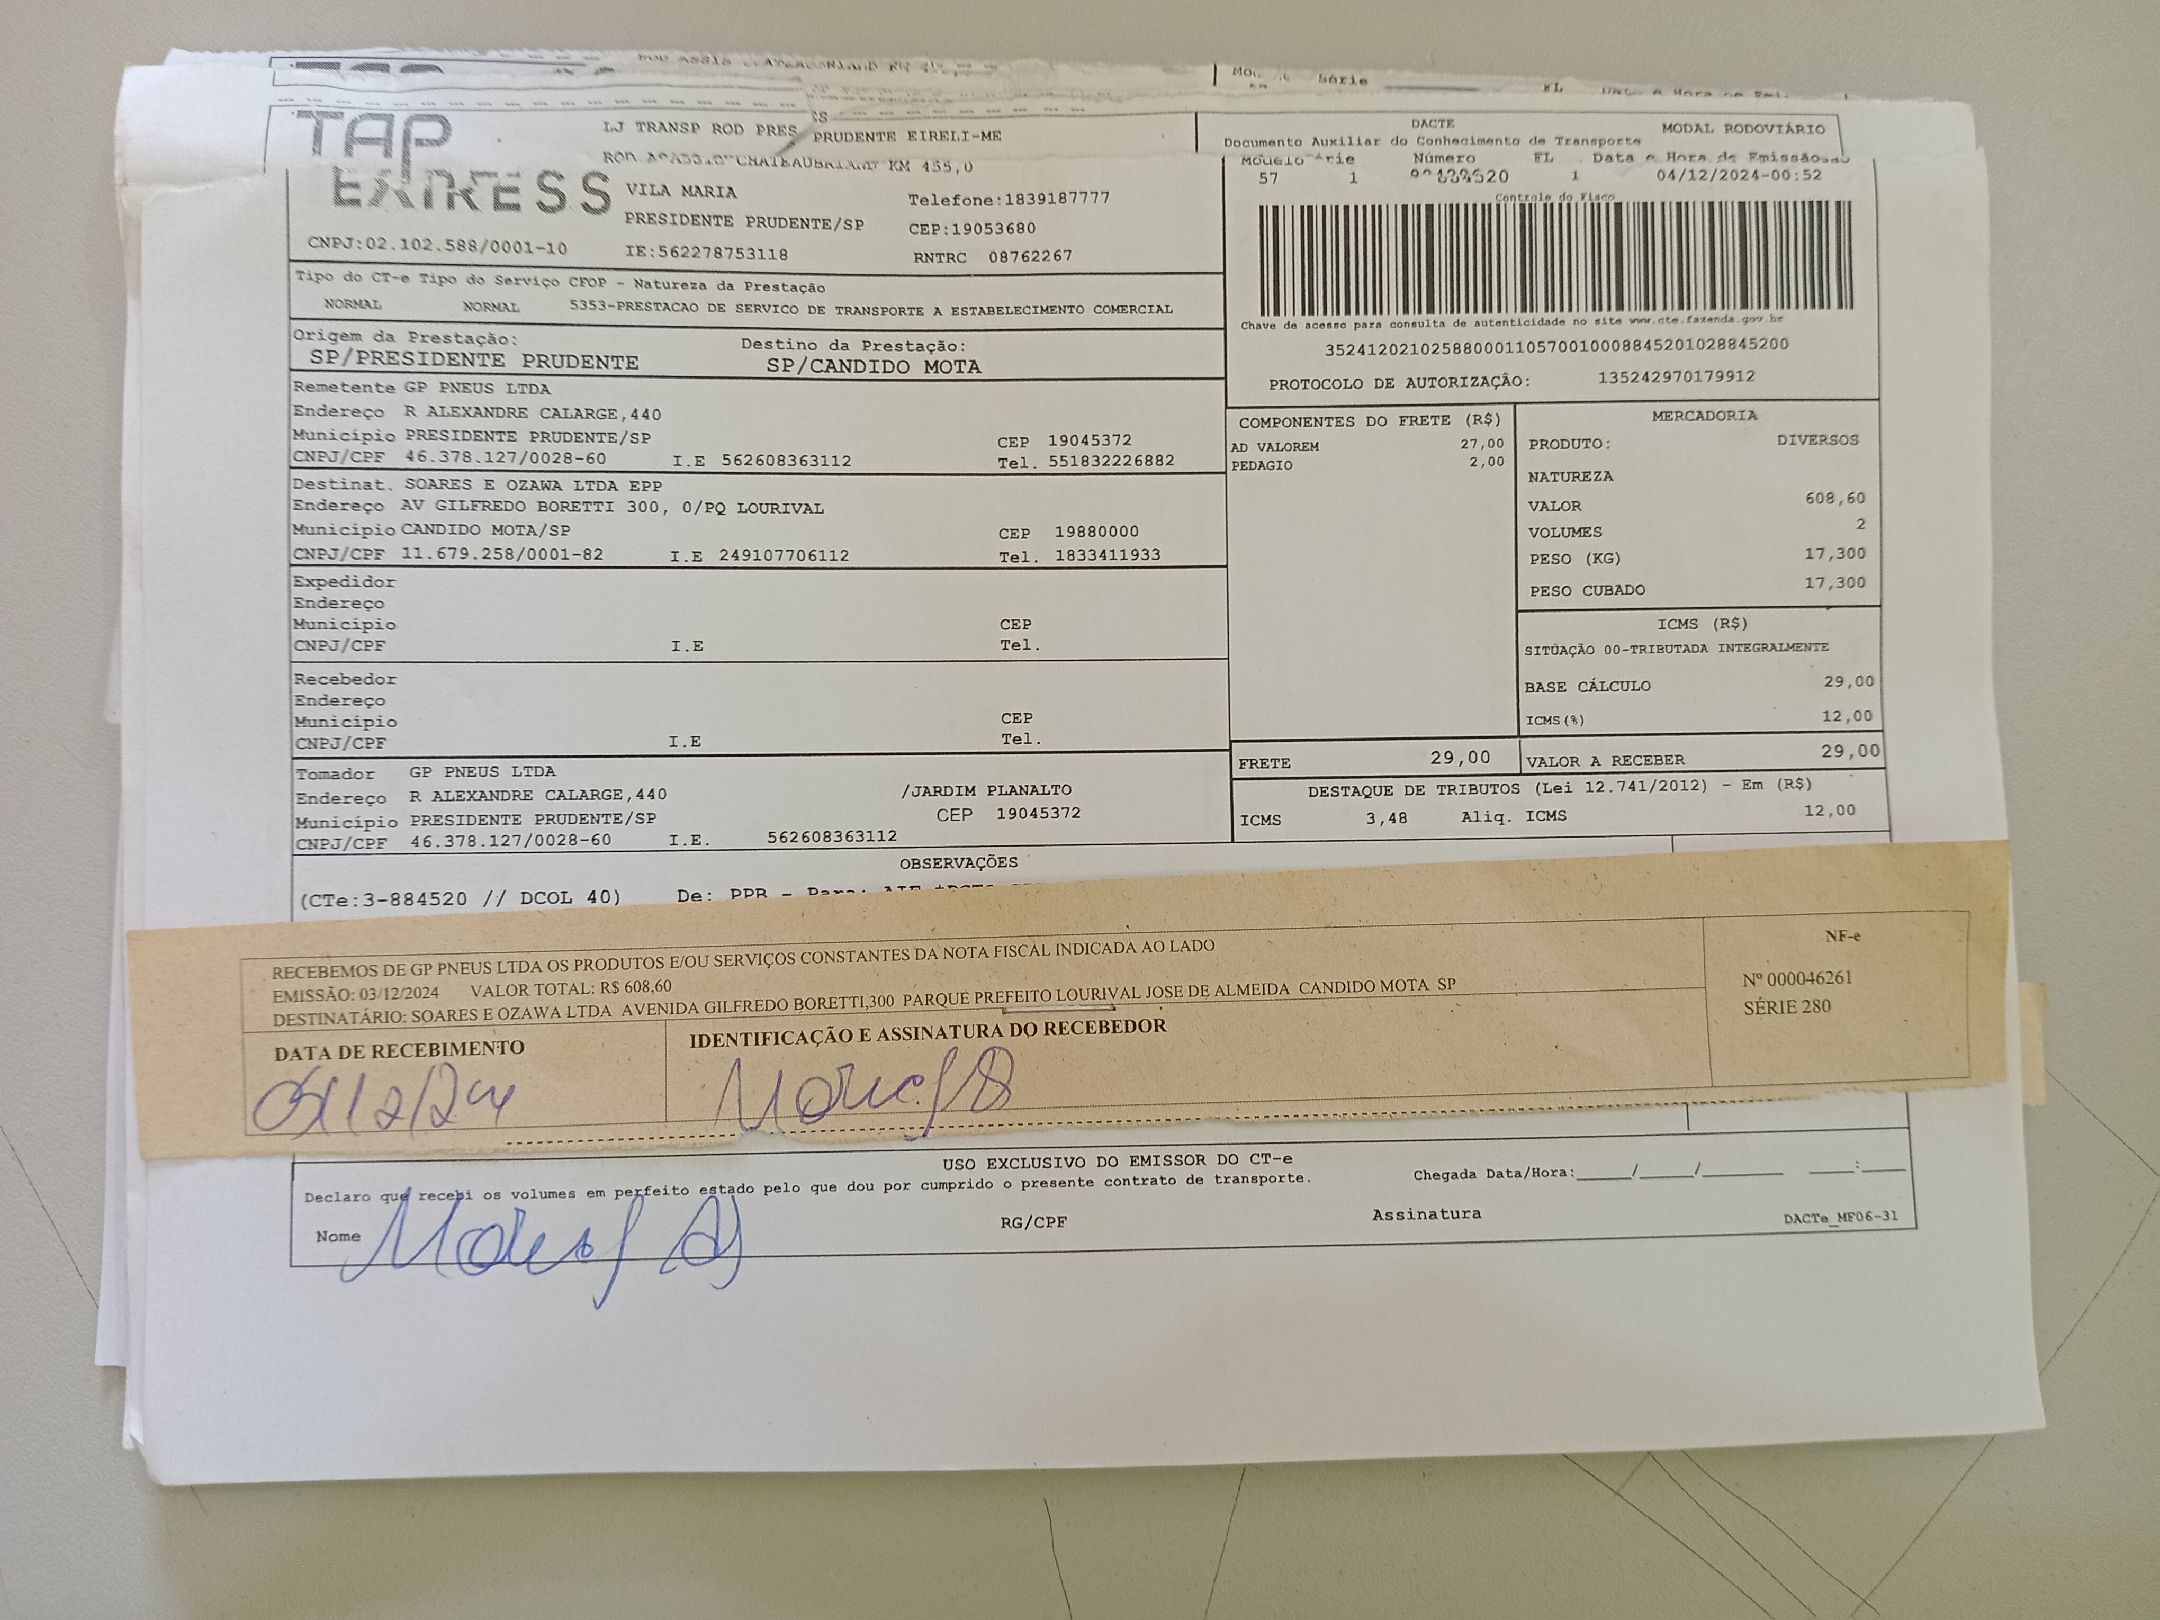 TAP
EXPRESS
LJ TRANSP ROD PRES PRUDENTE EIRELI-ME
KM 455,0
VILA MARIA
Telefone:1839187777
PRESIDENTE PRUDENTE/SP
CEP:19053680
CNPJ:02.102.588/0001-10
IE:562278753118
RNTRC 08762267
DACTE
MODAL RODOVIÁRIO
Documento Auxiliar do Conhecimento de Transporte
Número FL Data e Hora de Emissão
57 1 1 04/12/2024-00:52
Controle do Fisco
Chave de acesso para consulta de autenticidade no site www.cte.fazenda.gov.br
35241202102588000110570010008845201028845200
PROTOCOLO DE AUTORIZAÇÃO: 135242970179912
Tipo do CT-e Tipo do Serviço CFOP - Natureza da Prestação
NORMAL NORMAL 5353-PRESTACAO DE SERVICO DE TRANSPORTE A ESTABELECIMENTO COMERCIAL
Origem da Prestação: Destino da Prestação:
SP/PRESIDENTE PRUDENTE SP/CANDIDO MOTA
Remetente GP PNEUS LTDA
Endereço R ALEXANDRE CALARGE,440
Município PRESIDENTE PRUDENTE/SP CEP 19045372
CNPJ/CPF 46.378.127/0028-60 I.E 562608363112 Tel. 551832226882
Destinat. SOARES E OZAWA LTDA EPP
Endereço AV GILFREDO BORETTI 300, 0/PQ LOURIVAL
Município CANDIDO MOTA/SP CEP 19880000
CNPJ/CPF 11.679.258/0001-82 I.E 249107706112 Tel. 1833411933
Expedidor
Endereço
Município CEP
CNPJ/CPF I.E Tel.
Recebedor
Endereço
Município CEP
CNPJ/CPF I.E Tel.
Tomador GP PNEUS LTDA
Endereço R ALEXANDRE CALARGE,440 /JARDIM PLANALTO
Município PRESIDENTE PRUDENTE/SP CEP 19045372
CNPJ/CPF 46.378.127/0028-60 I.E. 562608363112
COMPONENTES DO FRETE (R$)
AD VALOREM 27,00
PEDAGIO 2,00
MERCADORIA
PRODUTO: DIVERSOS
NATUREZA
VALOR 608,60
VOLUMES 2
PESO (KG) 17,300
PESO CUBADO 17,300
ICMS (R$)
SITUAÇÃO 00-TRIBUTADA INTEGRALMENTE
BASE CÁLCULO 29,00
ICMS(%) 12,00
FRETE 29,00 VALOR A RECEBER 29,00
DESTAQUE DE TRIBUTOS (Lei 12.741/2012) - Em (R$)
ICMS 3,48 Aliq. ICMS 12,00
OBSERVAÇÕES
(CTe:3-884520 // DCOL 40) De: PPR - Para:
RECEBEMOS DE GP PNEUS LTDA OS PRODUTOS E/OU SERVIÇOS CONSTANTES DA NOTA FISCAL INDICADA AO LADO
EMISSÃO: 03/12/2024 VALOR TOTAL: R$ 608,60
DESTINATÁRIO: SOARES E OZAWA LTDA AVENIDA GILFREDO BORETTI,300 PARQUE PREFEITO LOURIVAL JOSE DE ALMEIDA CANDIDO MOTA SP
NF-e
Nº 000046261
SÉRIE 280
DATA DE RECEBIMENTO
IDENTIFICAÇÃO E ASSINATURA DO RECEBEDOR
USO EXCLUSIVO DO EMISSOR DO CT-e
Declaro que recebi os volumes em perfeito estado pelo que dou por cumprido o presente contrato de transporte.
Chegada Data/Hora:____/____/______ ___:___
Nome RG/CPF Assinatura
DACTe_MF06-31